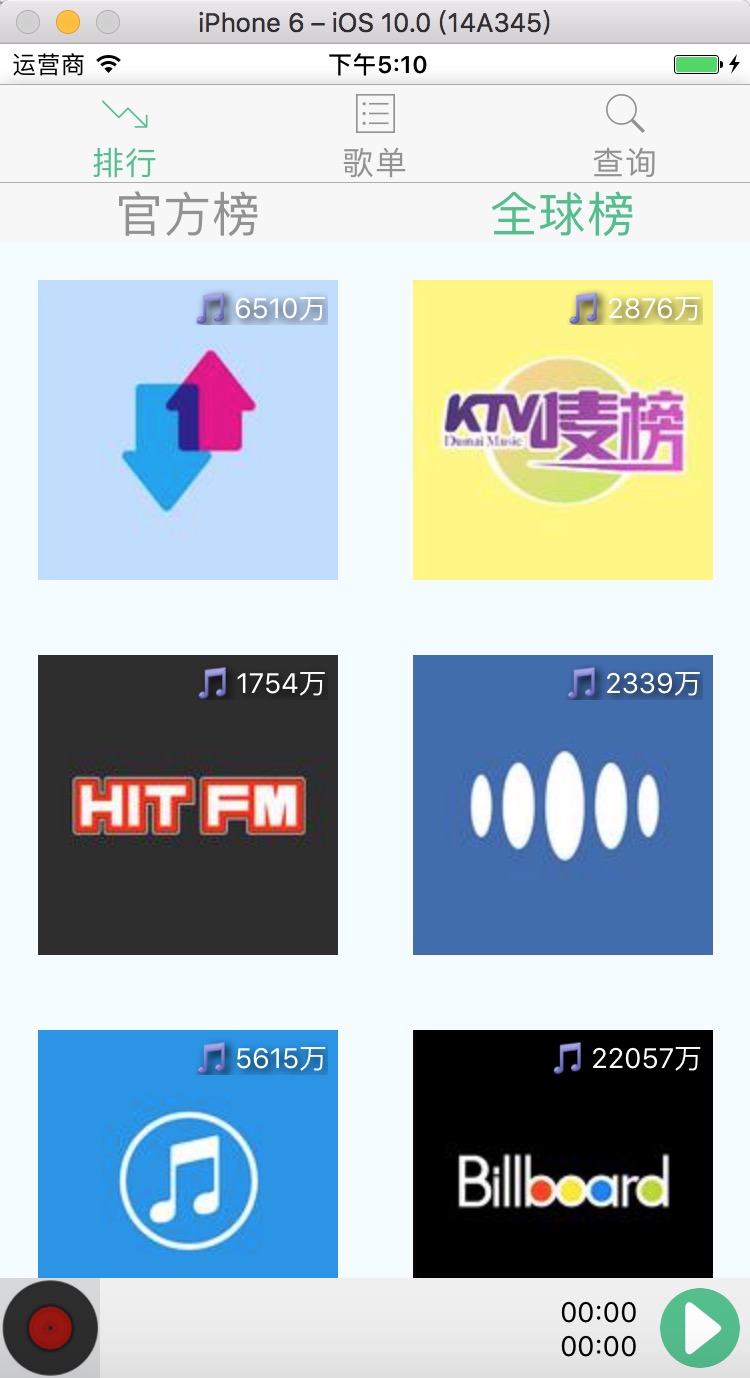 iPhone 6 – iOS 10.0 (14A345)
运营商 下午5:10
排行 歌单 查询
官方榜 全球榜
6510万 2876万
KTV唛榜
Dumai Music
1754万 2339万
HIT FM
5615万 22057万
Billboard
00:00
00:00